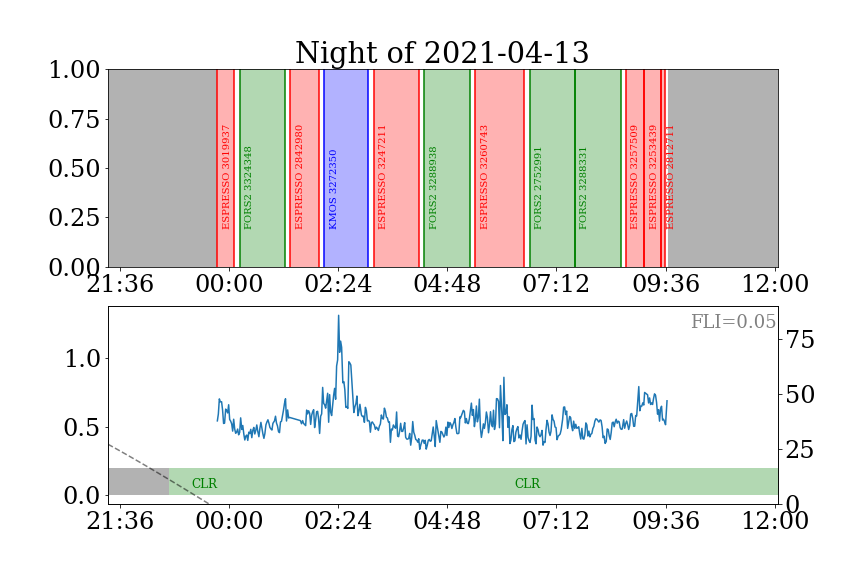 Night of 2021-04-13
1.00
0.75
0.50
0.25
0.00
ESPRESSO 3019937
FORS2 3324348
ESPRESSO 2842980
KMOS 3272350
ESPRESSO 3247211
FORS2 3288938
ESPRESSO 3260743
FORS2 2752991
FORS2 3288331
ESPRESSO 3257509
ESPRESSO 3253439
ESPRESSO 2812711
21:36 00:00 02:24 04:48 07:12 09:36 12:00
FLI=0.05
1.0
0.5
0.0
75
50
25
0
CLR CLR
21:36 00:00 02:24 04:48 07:12 09:36 12:00